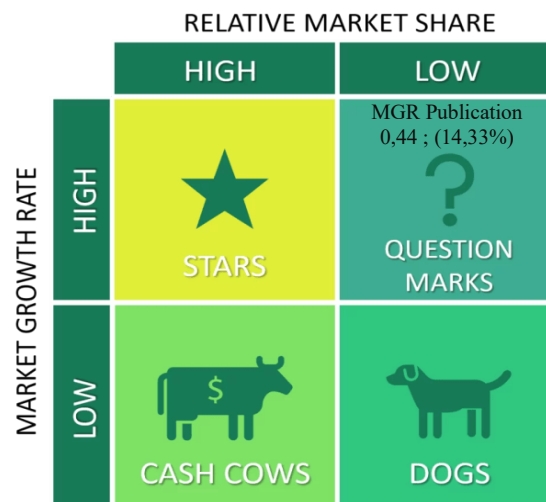 RELATIVE MARKET SHARE
HIGH
LOW
MARKET GROWTH RATE
HIGH
MGR Publication
0,44 ; (14,33%)
?
STARS
QUESTION
MARKS
LOW
$
CASH COWS
DOGS